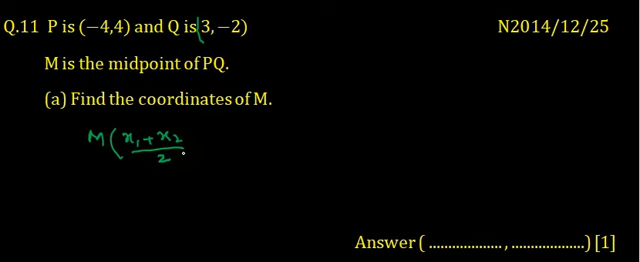 Q.11 P is (−4,4) and Q is (3, −2) N2014/12/25
M is the midpoint of PQ.
(a) Find the coordinates of M.
M ( x₁ + x₂ / 2
Answer ( ................... , ...................) [1]